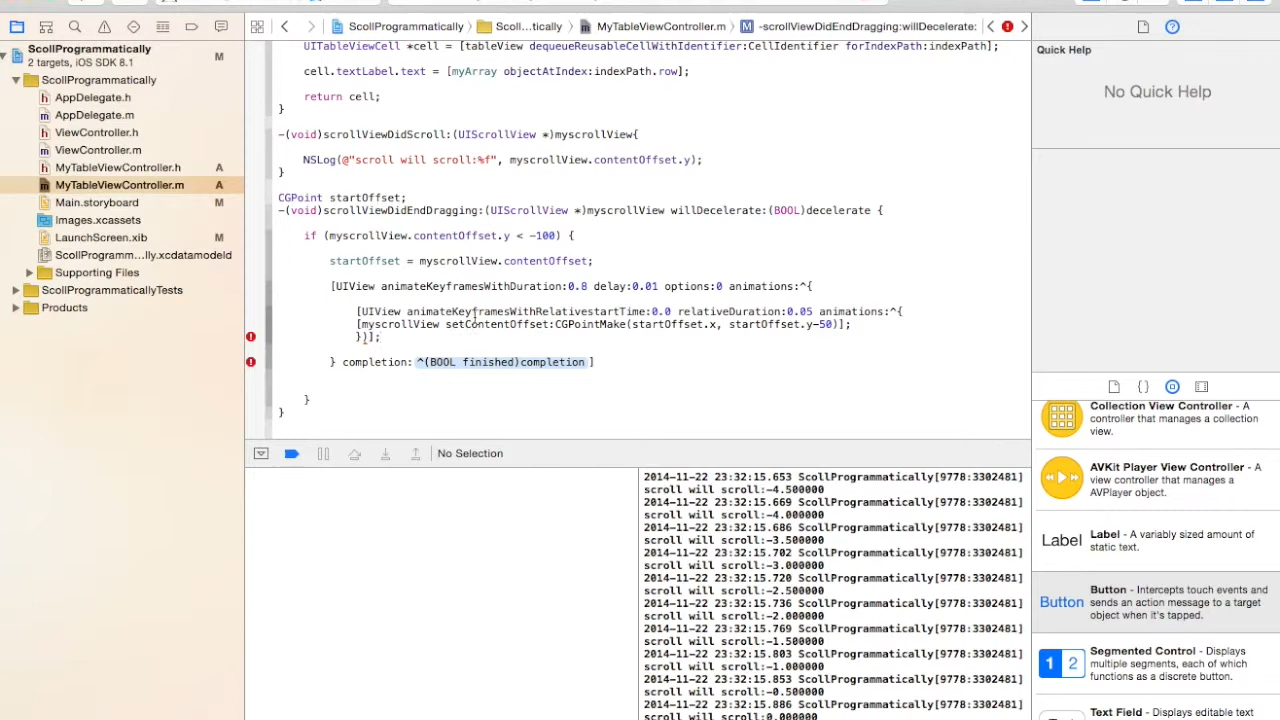 ScollProgrammatically
Scoll...tically
MyTableViewController.m
M
-scrollViewDidEndDragging:willDecelerate:
ScollProgrammatically
M
2 targets, iOS SDK 8.1
ScollProgrammatically
AppDelegate.h
AppDelegate.m
ViewController.h
ViewController.m
MyTableViewController.h
A
MyTableViewController.m
A
Main.storyboard
M
Images.xcassets
LaunchScreen.xib
M
ScollProgramm...lly.xcdatamodeld
Supporting Files
ScollProgrammaticallyTests
Products
UITableViewCell *cell = [tableView dequeueReusableCellWithIdentifier:CellIdentifier forIndexPath:indexPath];
cell.textLabel.text = [myArray objectAtIndex:indexPath.row];
return cell;
}
-(void)scrollViewDidScroll:(UIScrollView *)myscrollView{
NSLog(@"scroll will scroll:%f", myscrollView.contentOffset.y);
}
CGPoint startOffset;
-(void)scrollViewDidEndDragging:(UIScrollView *)myscrollView willDecelerate:(BOOL)decelerate {
if (myscrollView.contentOffset.y < -100) {
startOffset = myscrollView.contentOffset;
[UIView animateKeyframesWithDuration:0.8 delay:0.01 options:0 animations:^{
[UIView animateKeyframesWithRelativestartTime:0.0 relativeDuration:0.05 animations:^{
[myscrollView setContentOffset:CGPointMake(startOffset.x, startOffset.y-50)];
})];
} completion:^(BOOL finished)completion]
}
}
No Selection
2014-11-22 23:32:15.653 ScollProgrammatically[9778:3302481]
scroll will scroll:-4.500000
2014-11-22 23:32:15.669 ScollProgrammatically[9778:3302481]
scroll will scroll:-4.000000
2014-11-22 23:32:15.686 ScollProgrammatically[9778:3302481]
scroll will scroll:-3.500000
2014-11-22 23:32:15.702 ScollProgrammatically[9778:3302481]
scroll will scroll:-3.000000
2014-11-22 23:32:15.720 ScollProgrammatically[9778:3302481]
scroll will scroll:-2.500000
2014-11-22 23:32:15.736 ScollProgrammatically[9778:3302481]
scroll will scroll:-2.000000
2014-11-22 23:32:15.769 ScollProgrammatically[9778:3302481]
scroll will scroll:-1.500000
2014-11-22 23:32:15.803 ScollProgrammatically[9778:3302481]
scroll will scroll:-1.000000
2014-11-22 23:32:15.853 ScollProgrammatically[9778:3302481]
scroll will scroll:-0.500000
2014-11-22 23:32:15.886 ScollProgrammatically[9778:3302481]
scroll will scroll:0.000000
Quick Help
No Quick Help
Collection View Controller - A
controller that manages a collection
view.
AVKit Player View Controller - A
view controller that manages a
AVPlayer object.
Label
Label - A variably sized amount of
static text.
Button
Button - Intercepts touch events and
sends an action message to a target
object when it's tapped.
1 2
Segmented Control - Displays
multiple segments, each of which
functions as a discrete button.
Text Field - Displays editable text